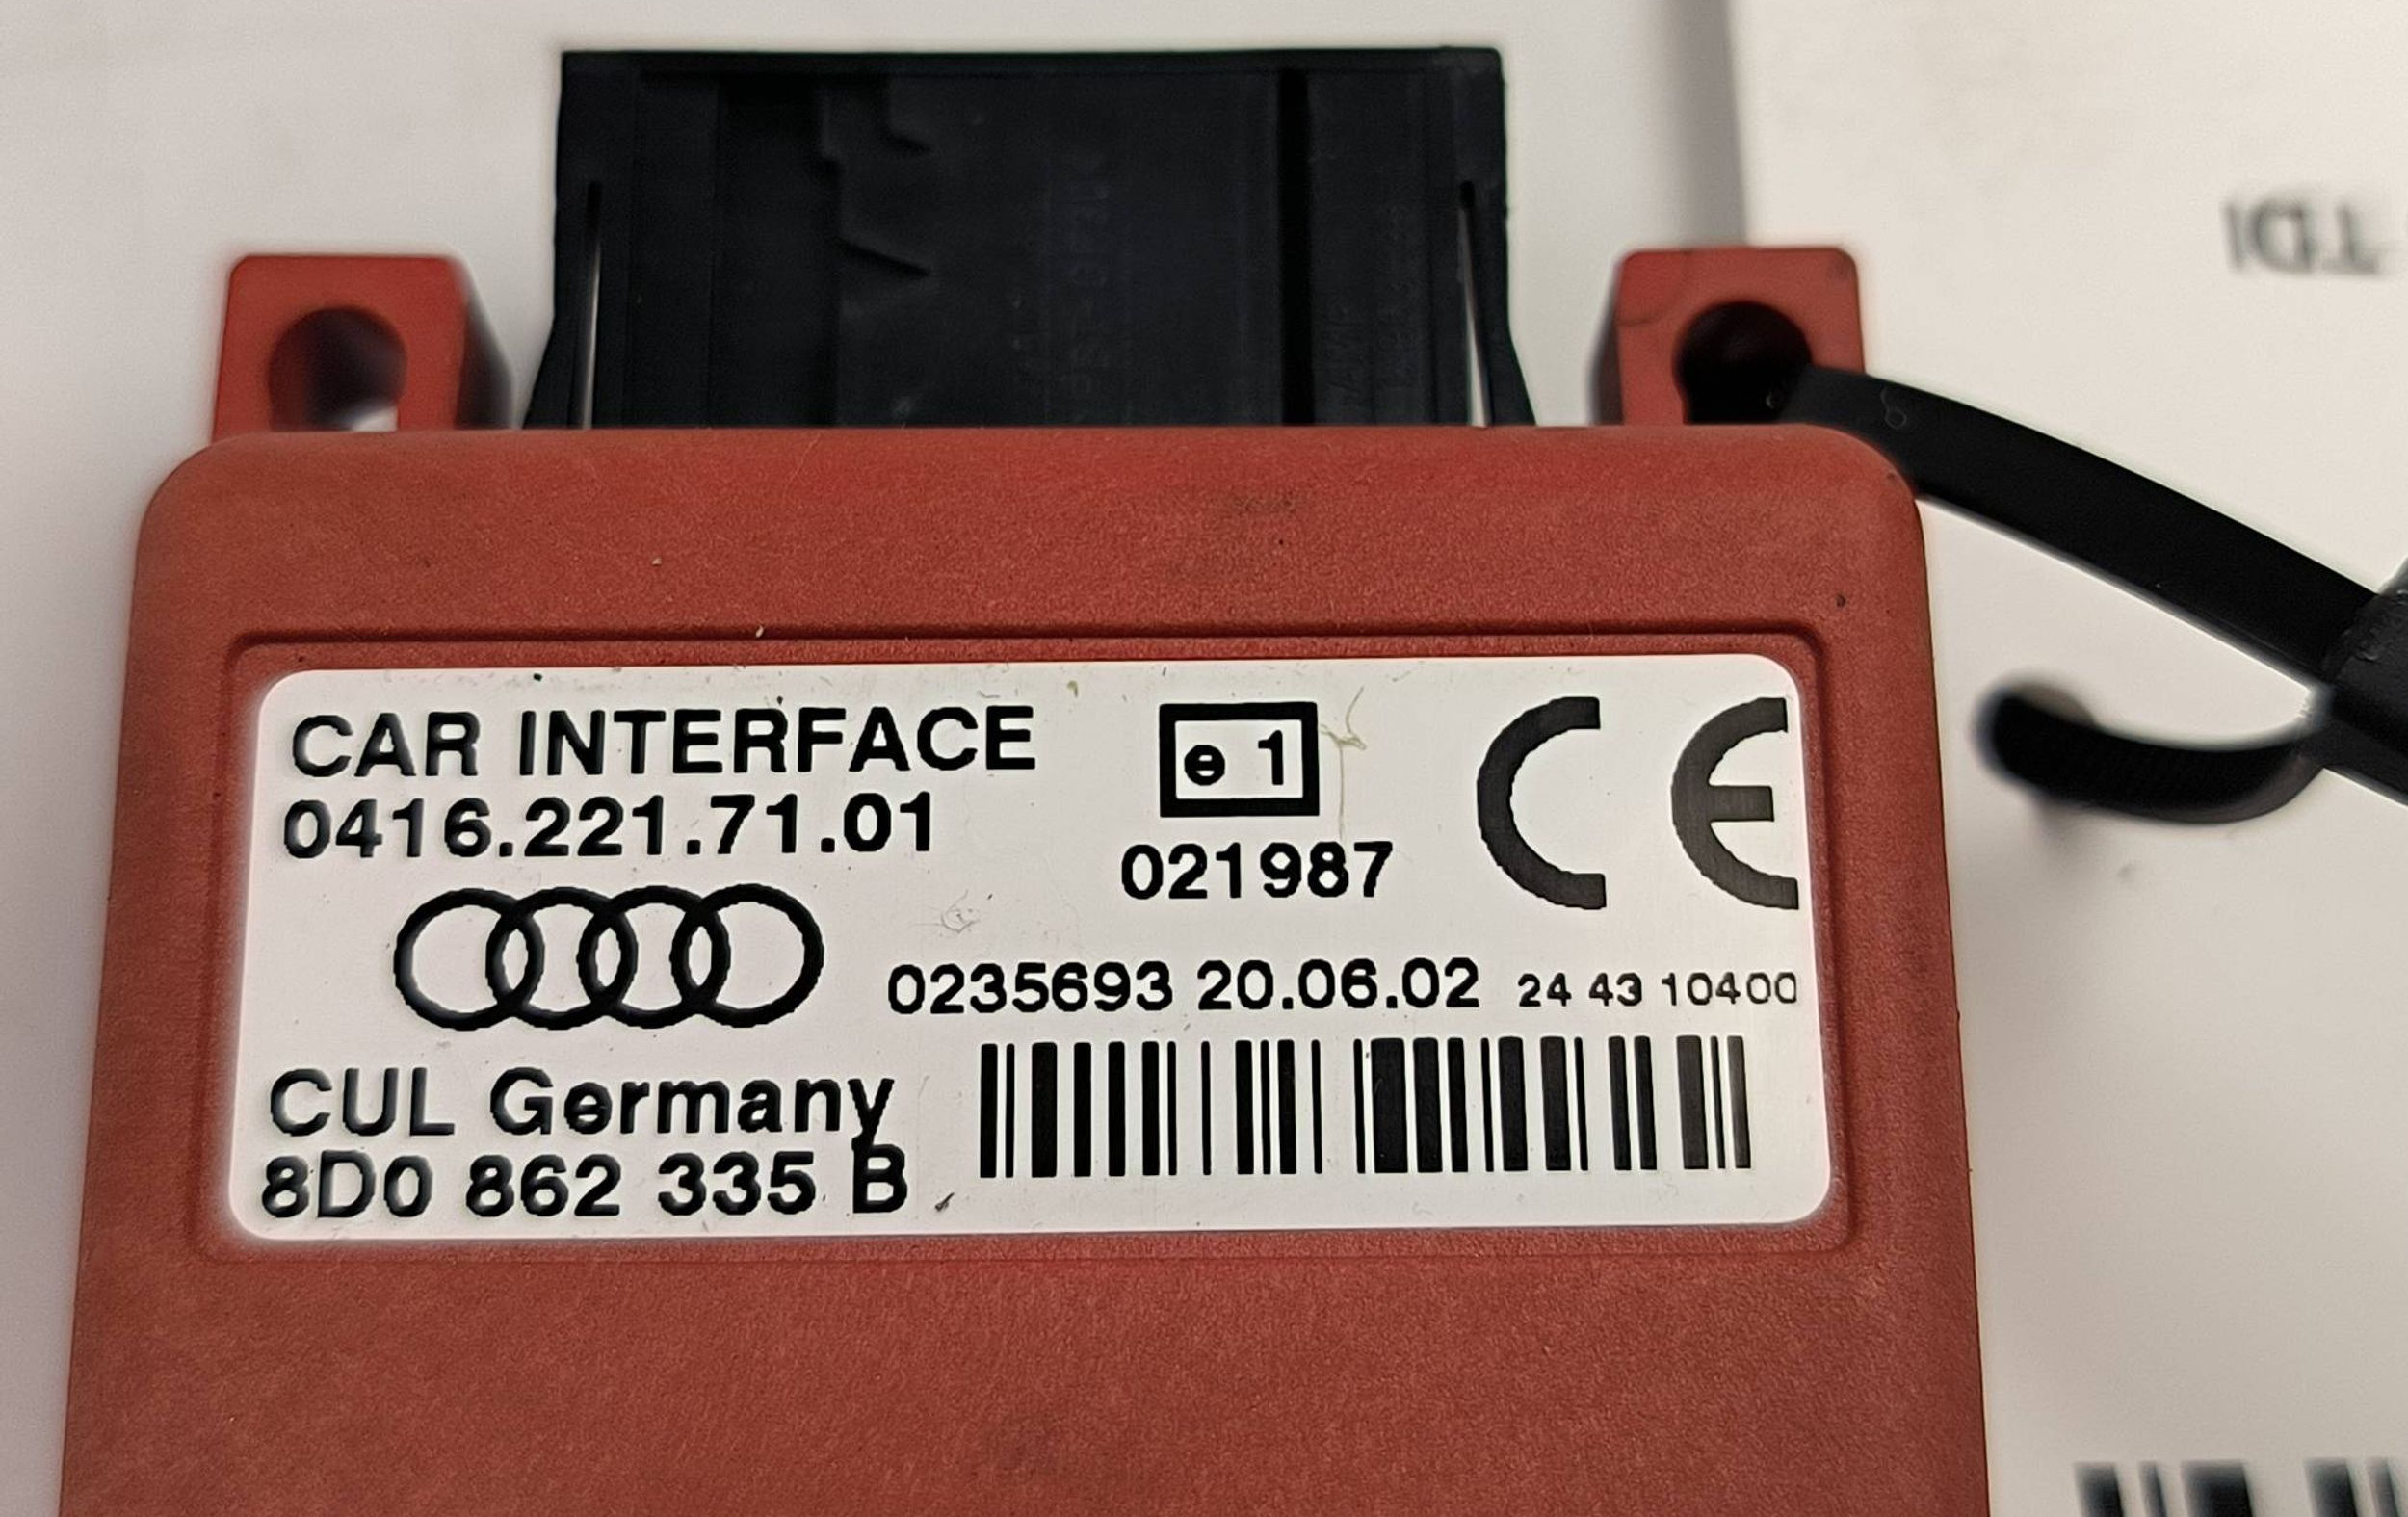 TDI
CAR INTERFACE
0416.221.71.01
e 1
021987
CE
0235693 20.06.02 24 43 10400
CUL Germany
8D0 862 335 B